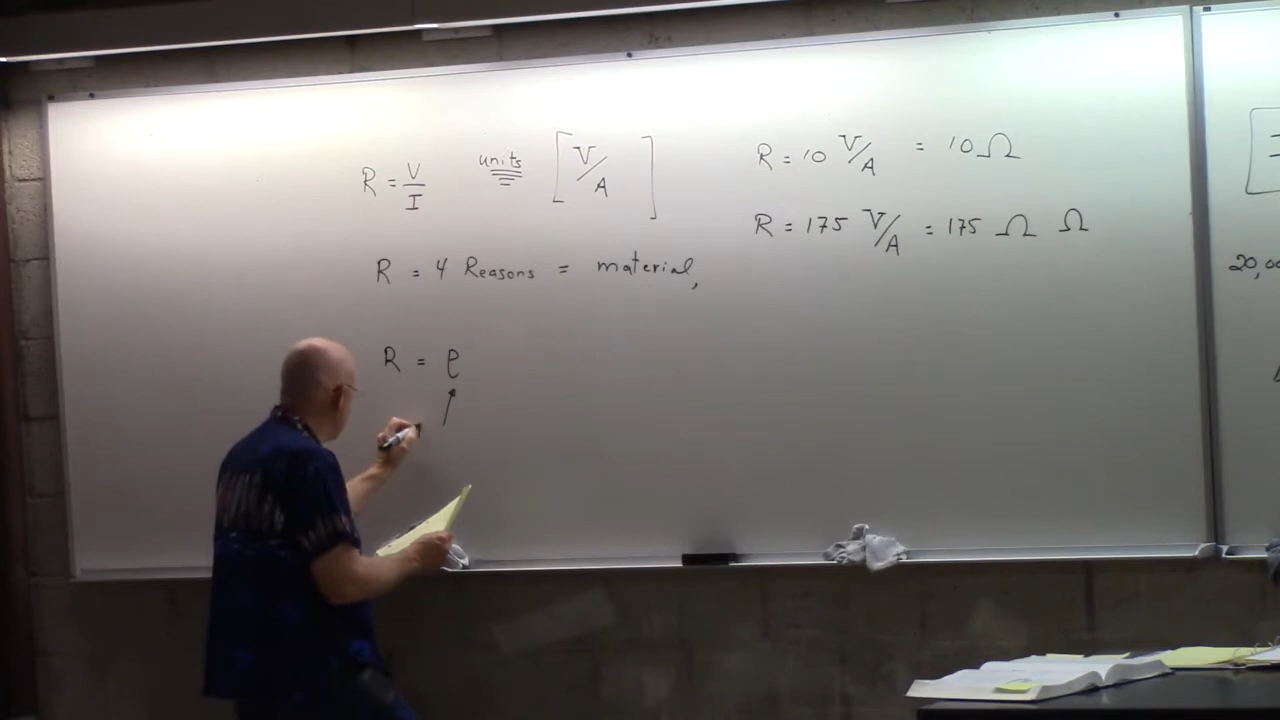 R = V/I units [V/A] R = 10 V/A = 10 Ω
R = 175 V/A = 175 Ω Ω
R = 4 Reasons = material,
20,00
R = ρ